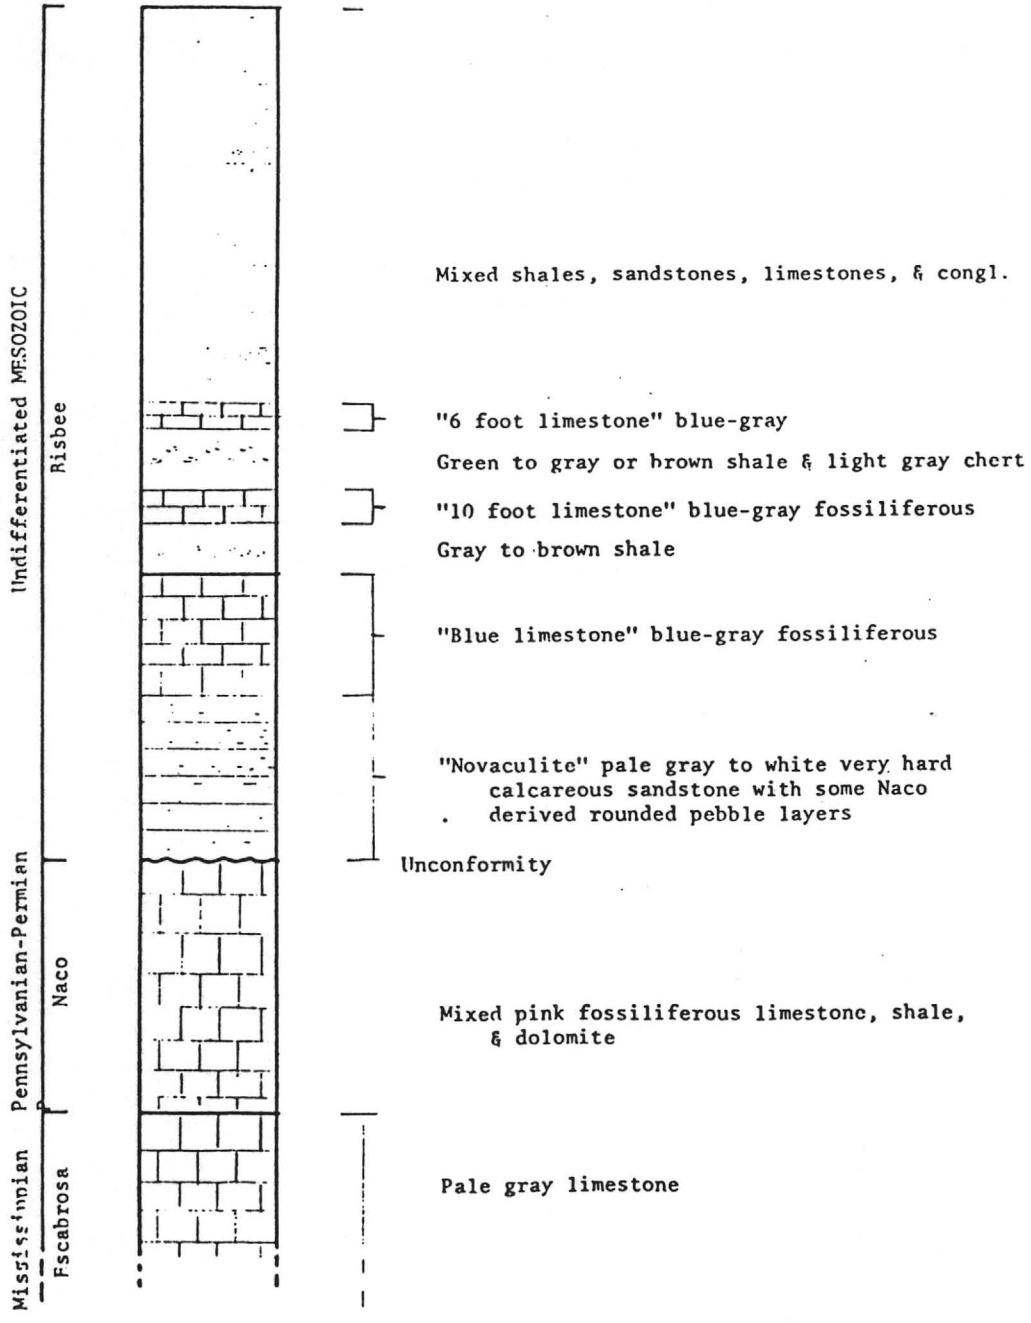 Undifferentiated MESOZOIC
Risbee
Mixed shales, sandstones, limestones, & congl.
"6 foot limestone" blue-gray
Green to gray or brown shale & light gray chert
"10 foot limestone" blue-gray fossiliferous
Gray to brown shale
"Blue limestone" blue-gray fossiliferous
"Novaculite" pale gray to white very hard
calcareous sandstone with some Naco
derived rounded pebble layers
Unconformity
Pennsylvanian-Permian
Naco
Mixed pink fossiliferous limestone, shale,
& dolomite
Mississippian
Escabrosa
Pale gray limestone